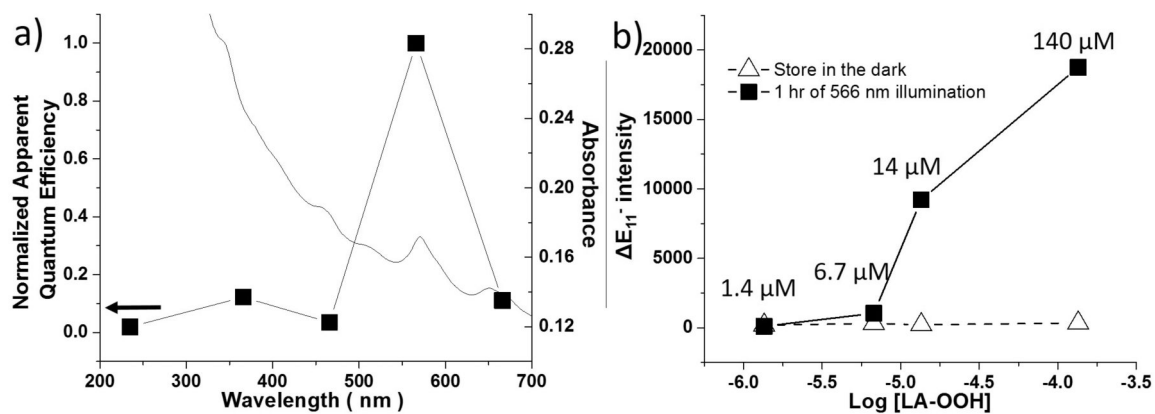 a)
Normalized Apparent
Quantum Efficiency
1.0
0.8
0.6
0.4
0.2
0.0
0.28
0.24
0.20
0.16
0.12
Absorbance
200
300
400
500
600
700
Wavelength ( nm )
b)
ΔE11- intensity
20000
15000
10000
5000
0
Store in the dark
1 hr of 566 nm illumination
1.4 µM
6.7 µM
14 µM
140 µM
-6.0
-5.5
-5.0
-4.5
-4.0
-3.5
Log [LA-OOH]